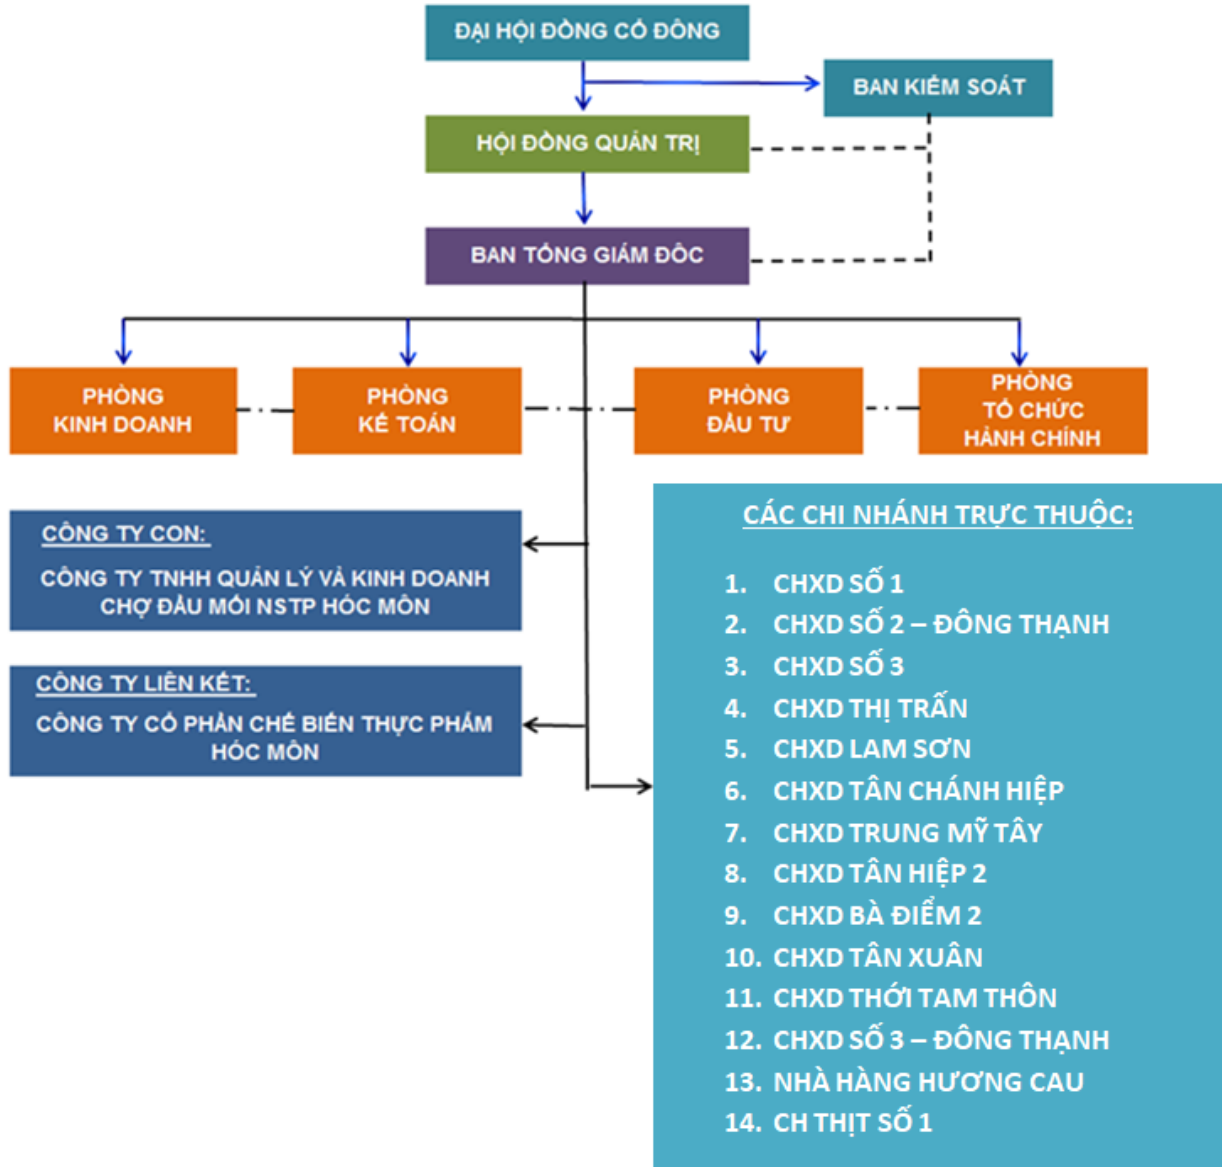 ĐẠI HỘI ĐỒNG CỔ ĐÔNG
BAN KIỂM SOÁT
HỘI ĐỒNG QUẢN TRỊ
BAN TỔNG GIÁM ĐỐC
PHÒNG
KINH DOANH
PHÒNG
KẾ TOÁN
PHÒNG
ĐẦU TƯ
PHÒNG
TỔ CHỨC
HÀNH CHÍNH
CÔNG TY CON:
CÔNG TY TNHH QUẢN LÝ VÀ KINH DOANH
CHỢ ĐẦU MỐI NSTP HÓC MÔN
CÔNG TY LIÊN KẾT:
CÔNG TY CỔ PHẦN CHẾ BIẾN THỰC PHẨM
HÓC MÔN
CÁC CHI NHÁNH TRỰC THUỘC:
1. CHXD SỐ 1
2. CHXD SỐ 2 – ĐÔNG THẠNH
3. CHXD SỐ 3
4. CHXD THỊ TRẤN
5. CHXD LAM SƠN
6. CHXD TÂN CHÁNH HIỆP
7. CHXD TRUNG MỸ TÂY
8. CHXD TÂN HIỆP 2
9. CHXD BÀ ĐIỂM 2
10. CHXD TÂN XUÂN
11. CHXD THỚI TAM THÔN
12. CHXD SỐ 3 – ĐÔNG THẠNH
13. NHÀ HÀNG HƯƠNG CAU
14. CH THỊT SỐ 1